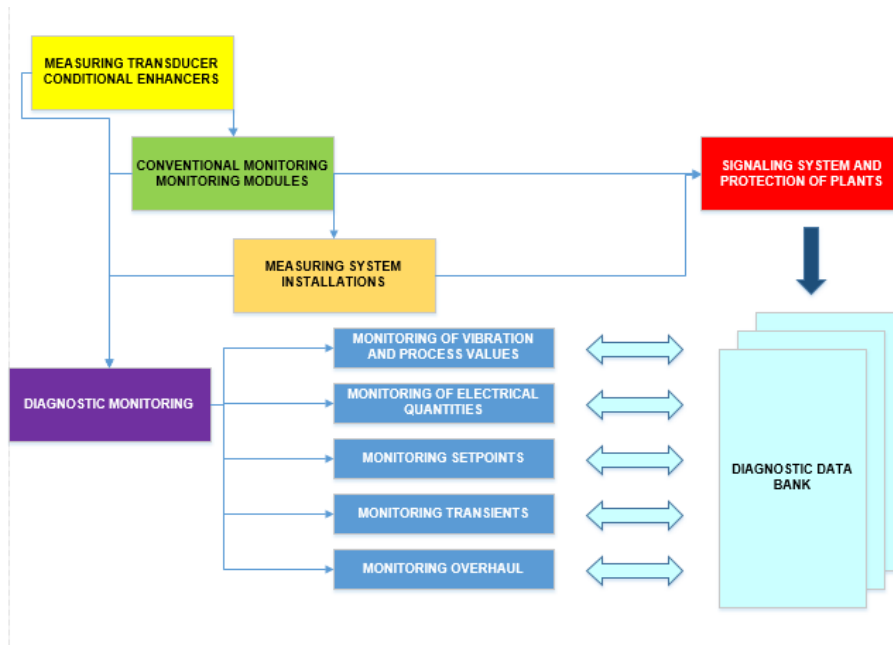 MEASURING TRANSDUCER
CONDITIONAL ENHANCERS
CONVENTIONAL MONITORING
MONITORING MODULES
SIGNALING SYSTEM AND
PROTECTION OF PLANTS
MEASURING SYSTEM
INSTALLATIONS
MONITORING OF VIBRATION
AND PROCESS VALUES
DIAGNOSTIC MONITORING
MONITORING OF ELECTRICAL
QUANTITIES
MONITORING SETPOINTS
MONITORING TRANSIENTS
MONITORING OVERHAUL
DIAGNOSTIC DATA
BANK